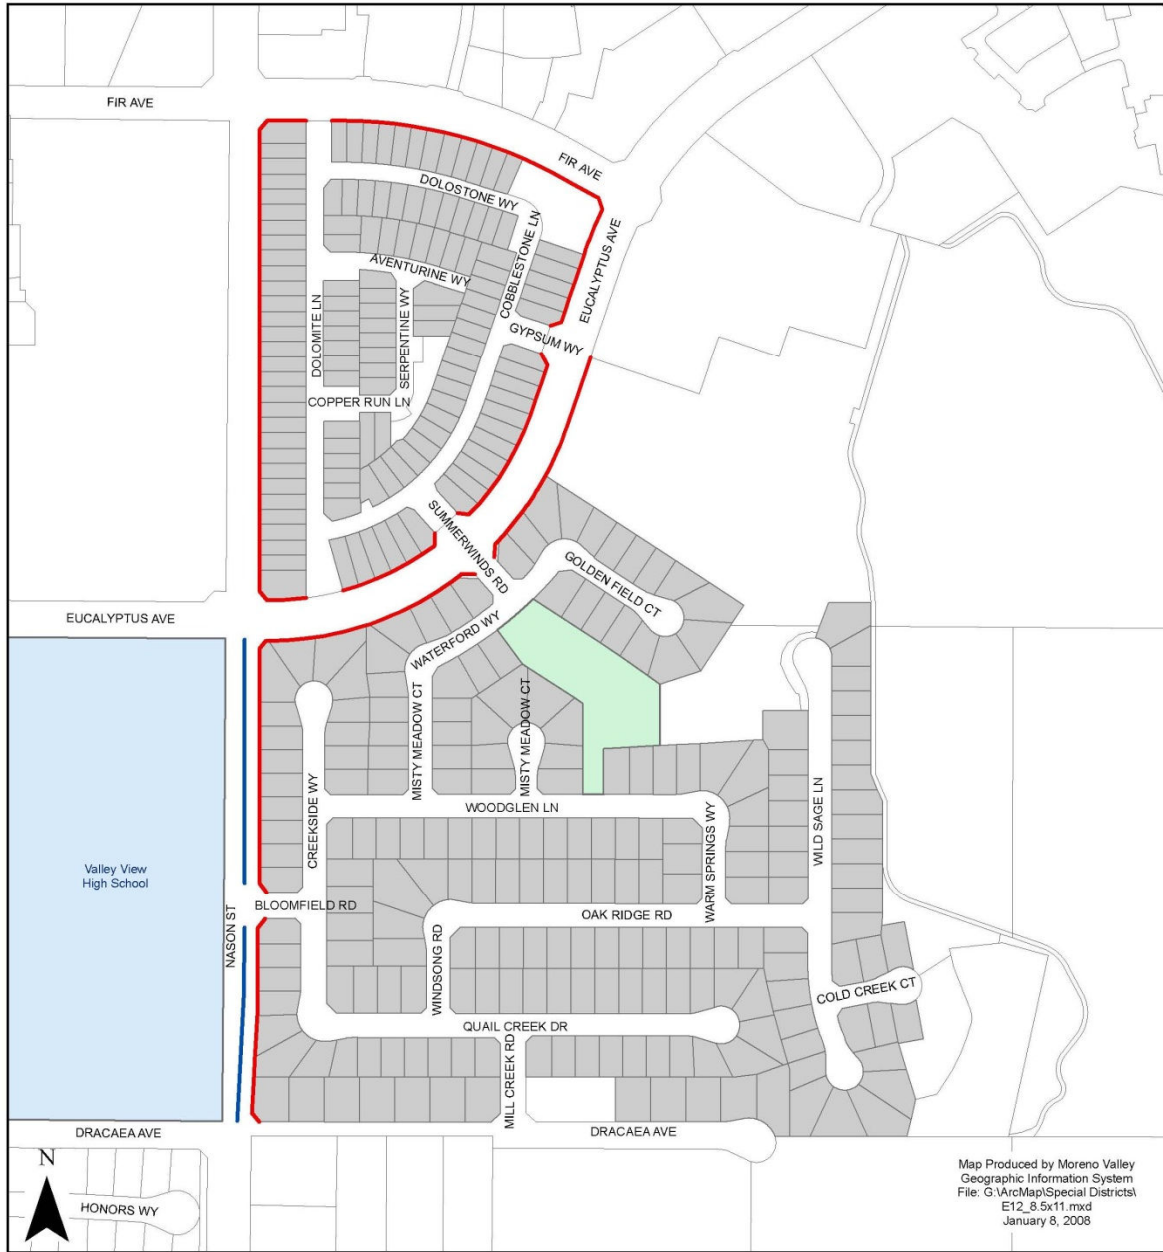 FIR AVE
FIR AVE
DOLOSTONE WY
COBBLESTONE LN
EUCALYPTUS AVE
AVENTURINE WY
SERPENTINE WY
DOLOMITE LN
GYPSUM WY
COPPER RUN LN
SUMMERWINDS RD
GOLDEN FIELD CT
EUCALYPTUS AVE
WATERFORD WY
MISTY MEADOW CT
MISTY MEADOW CT
CREEKSIDE WY
WOODGLEN LN
WARM SPRINGS WY
WILD SAGE LN
Valley View
High School
NASON ST
BLOOMFIELD RD
OAK RIDGE RD
WINDSONG RD
COLD CREEK CT
QUAIL CREEK DR
MILL CREEK RD
DRACAEA AVE
DRACAEA AVE
N
HONORS WY
Map Produced by Moreno Valley
Geographic Information System
File: G:\ArcMap\Special Districts\
E12_8.5x11.mxd
January 8, 2008